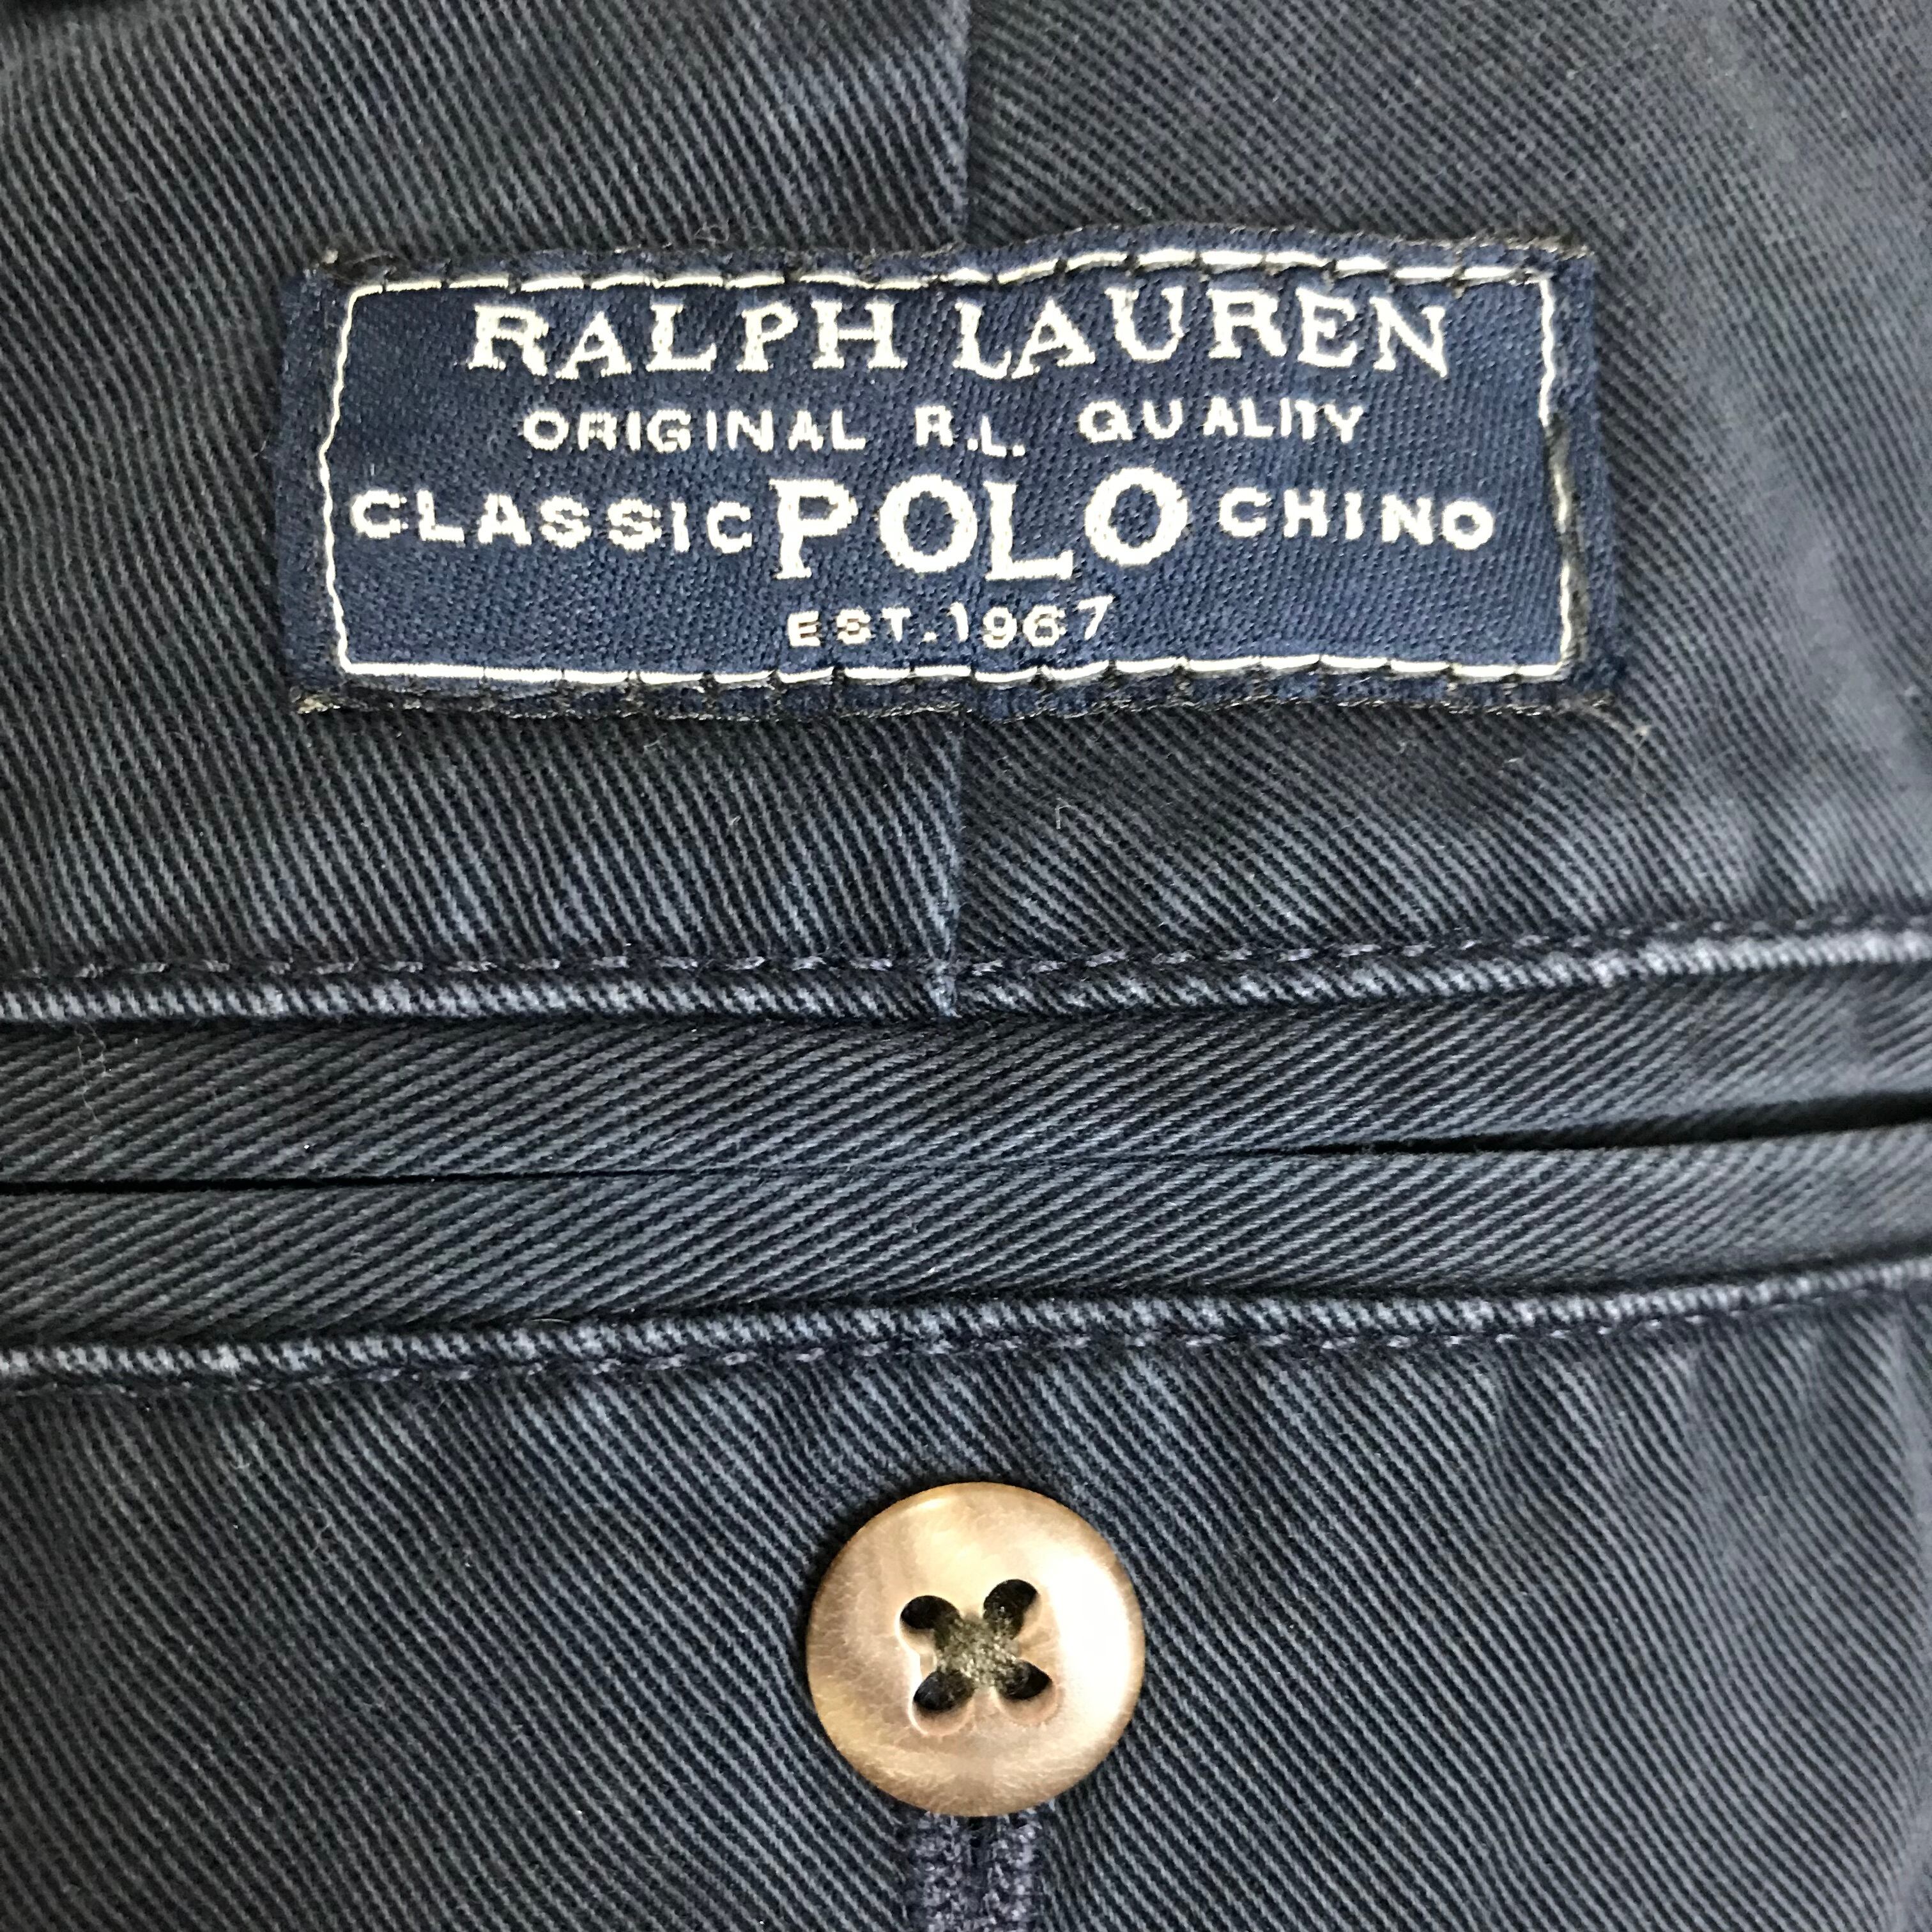 RALPH LAUREN
ORIGINAL R.L. QUALITY
CLASSIC POLO CHINO
EST. 1967